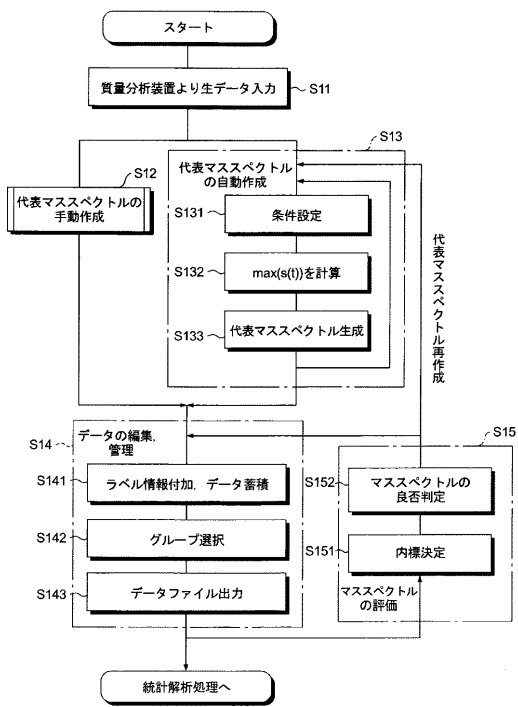 スタート
質量分析装置より生データ入力
S11
S13
S12
代表マススペクトルの
手動作成
代表マススペクトル
の自動作成
S131
条件設定
S132
max(s(t))を計算
S133
代表マススペクトル生成
代表マススペクトル再作成
S14
データの編集,
管理
S141
ラベル情報付加, データ蓄積
S142
グループ選択
S143
データファイル出力
S15
S152
マススペクトルの
良否判定
S151
内標決定
マススペクトル
の評価
統計解析処理へ